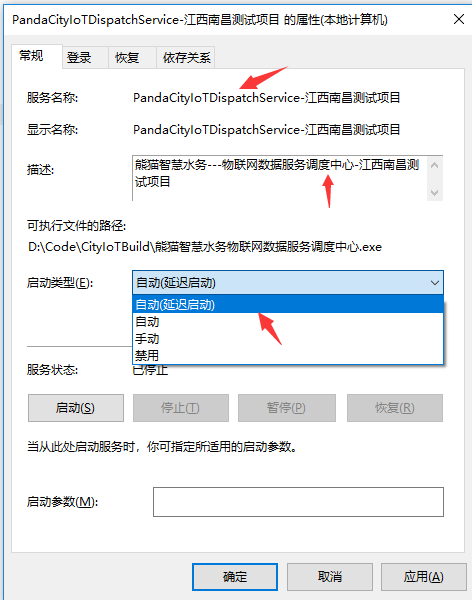 PandaCityIoTDispatchService-江西南昌测试项目 的属性(本地计算机)
常规 登录 恢复 依存关系
服务名称: PandaCityIoTDispatchService-江西南昌测试项目
显示名称: PandaCityIoTDispatchService-江西南昌测试项目
描述: 熊猫智慧水务---物联网数据服务调度中心-江西南昌测
试项目
可执行文件的路径:
D:\Code\CityIoTBuild\熊猫智慧水务物联网数据服务调度中心.exe
启动类型(E): 自动(延迟启动)
自动(延迟启动)
自动
手动
禁用
服务状态: 已停止
启动(S) 停止(T) 暂停(P) 恢复(R)
当从此处启动服务时，你可指定所适用的启动参数。
启动参数(M):
确定 取消 应用(A)